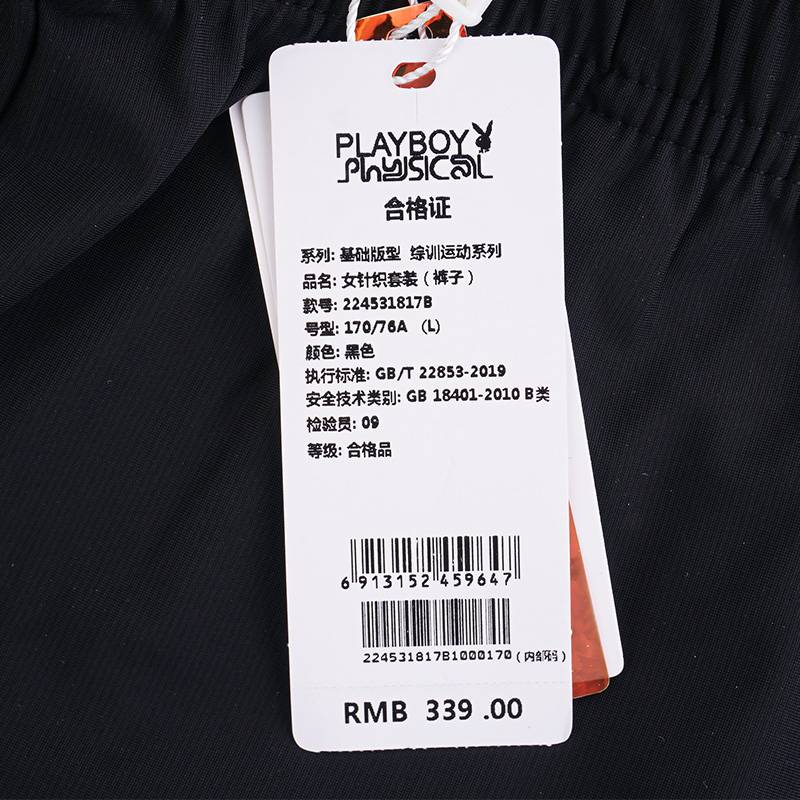 PLAYBOY
PhySICAL
合格证
系列: 基础版型 综训运动系列
品名: 女针织套装（裤子）
款号: 224531817B
号型: 170/76A （L）
颜色: 黑色
执行标准: GB/T 22853-2019
安全技术类别: GB 18401-2010 B类
检验员: 09
等级: 合格品
6 913152 459647
224531817B1000170 (内部码)
RMB 339 .00